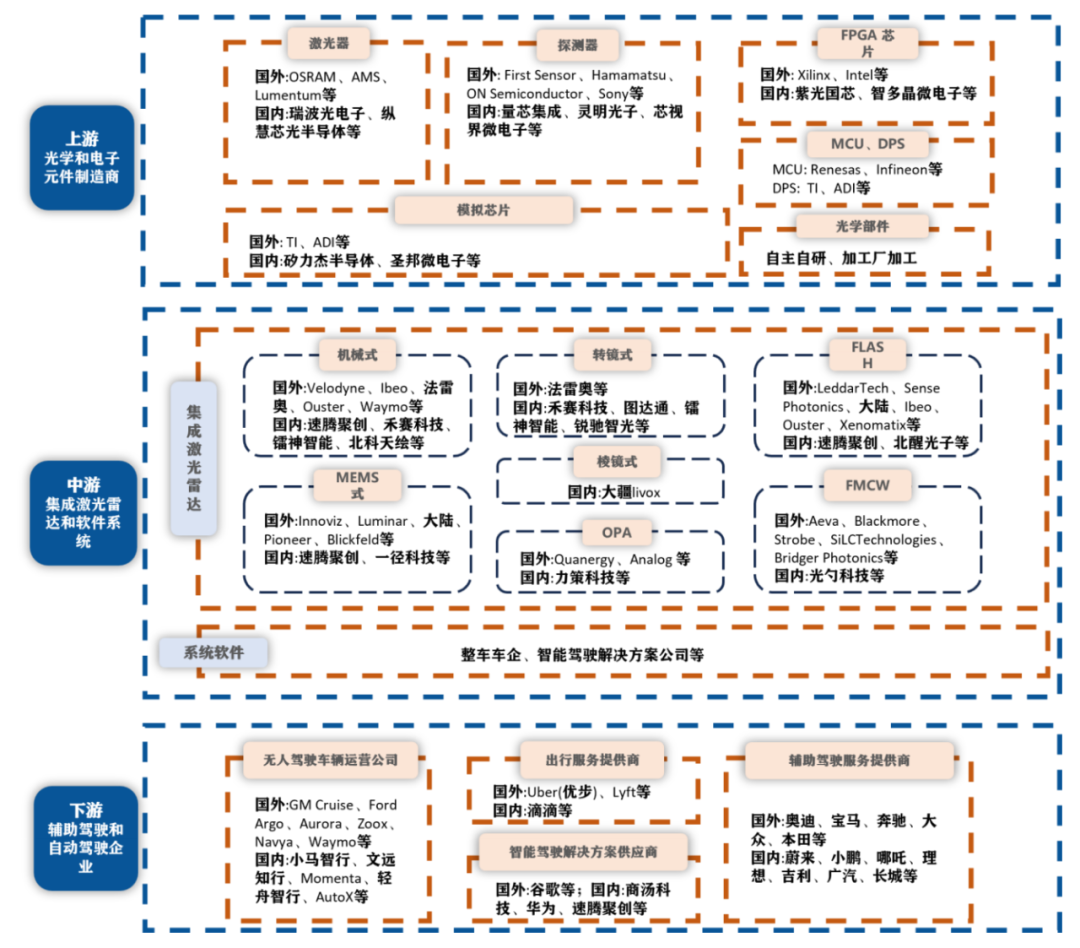 上游
光学和电子
元件制造商
激光器
国外:OSRAM、AMS、
Lumentum等
国内:瑞波光电子、纵
慧芯光半导体等
探测器
国外: First Sensor、Hamamatsu、
ON Semiconductor、Sony等
国内:量芯集成、灵明光子、芯视
界微电子等
FPGA 芯
片
国外: Xilinx、Intel等
国内:紫光国芯、智多晶微电子等
MCU、DPS
MCU: Renesas、Infineon等
DPS: TI、ADI等
模拟芯片
国外: TI、ADI等
国内:矽力杰半导体、圣邦微电子等
光学部件
自主自研、加工厂加工
中游
集成激光雷
达和软件系
统
集
成
激
光
雷
达
机械式
国外:Velodyne、Ibeo、法雷
奥、Ouster、Waymo等
国内:速腾聚创、禾赛科技、
镭神智能、北科天绘等
转镜式
国外:法雷奥等
国内:禾赛科技、图达通、镭
神智能、锐驰智光等
FLAS
H
国外:LeddarTech、Sense
Photonics、大陆、Ibeo、
Ouster、Xenomatix等
国内:速腾聚创、北醒光子等
MEMS
式
国外:Innoviz、Luminar、大陆、
Pioneer、Blickfeld等
国内:速腾聚创、一径科技等
棱镜式
国内:大疆livox
OPA
国外:Quanergy、Analog 等
国内:力策科技等
FMCW
国外:Aeva、Blackmore、
Strobe、SiLCTechnologies、
Bridger Photonics等
国内:光勺科技等
系统软件
整车车企、智能驾驶解决方案公司等
下游
辅助驾驶和
自动驾驶企
业
无人驾驶车辆运营公司
国外:GM Cruise、Ford
Argo、Aurora、Zoox、
Navya、Waymo等
国内:小马智行、文远
知行、Momenta、轻
舟智行、AutoX等
出行服务提供商
国外:Uber(优步)、Lyft等
国内:滴滴等
智能驾驶解决方案供应商
国外:谷歌等；国内:商汤科
技、华为、速腾聚创等
辅助驾驶服务提供商
国外:奥迪、宝马、奔驰、大
众、本田等
国内:蔚来、小鹏、哪吒、理
想、吉利、广汽、长城等